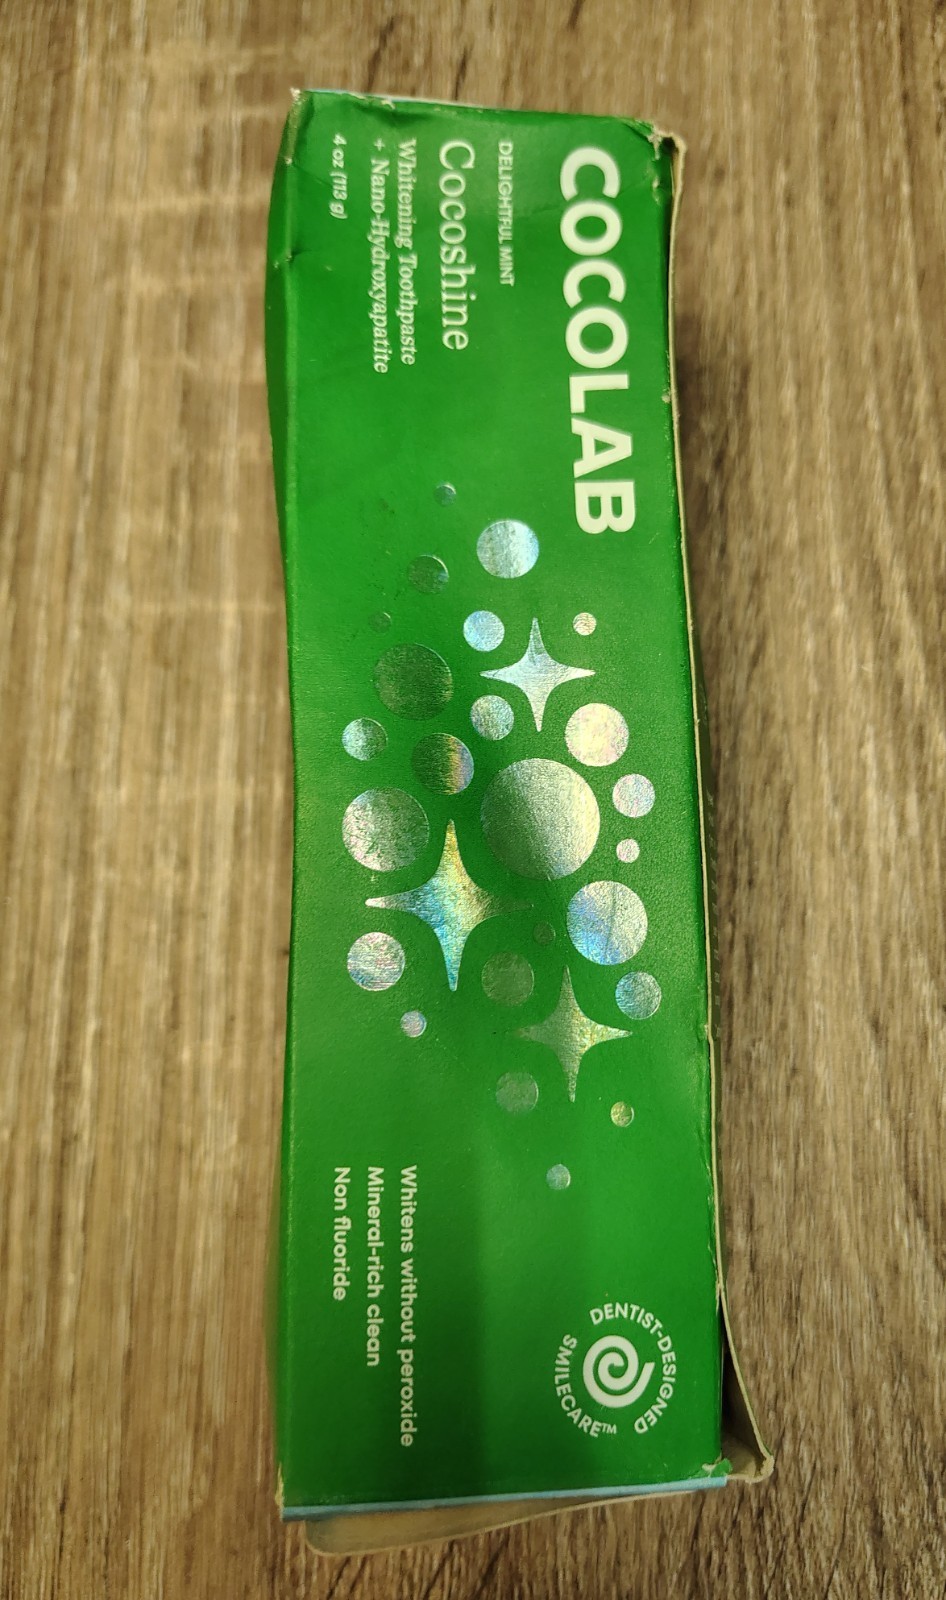 COCOLAB
DELIGHTFUL MINT
Cocoshine
Whitening Toothpaste
+ Nano-Hydroxyapatite
4 oz (113 g)
DENTIST-DESIGNED
SMILECARE™
Whitens without peroxide
Mineral-rich clean
Non fluoride